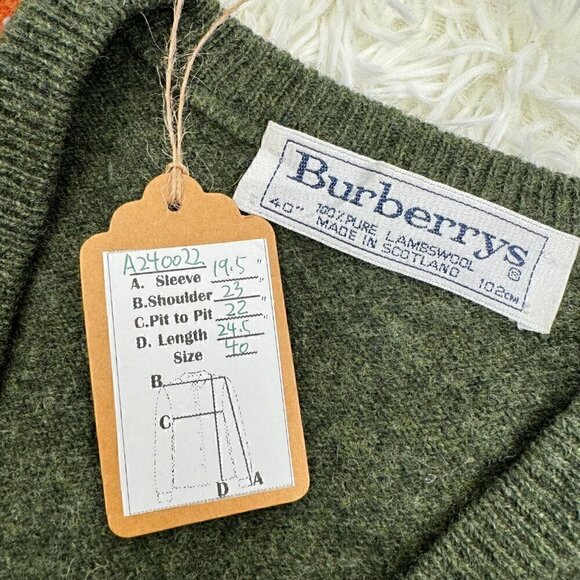 A240022
A. Sleeve 19.5"
B.Shoulder 23"
C.Pit to Pit 22"
D. Length 24.5"
Size 40
B
C
D A
Burberrys®
40" 100% PURE LAMBSWOOL
MADE IN SCOTLAND 102CM